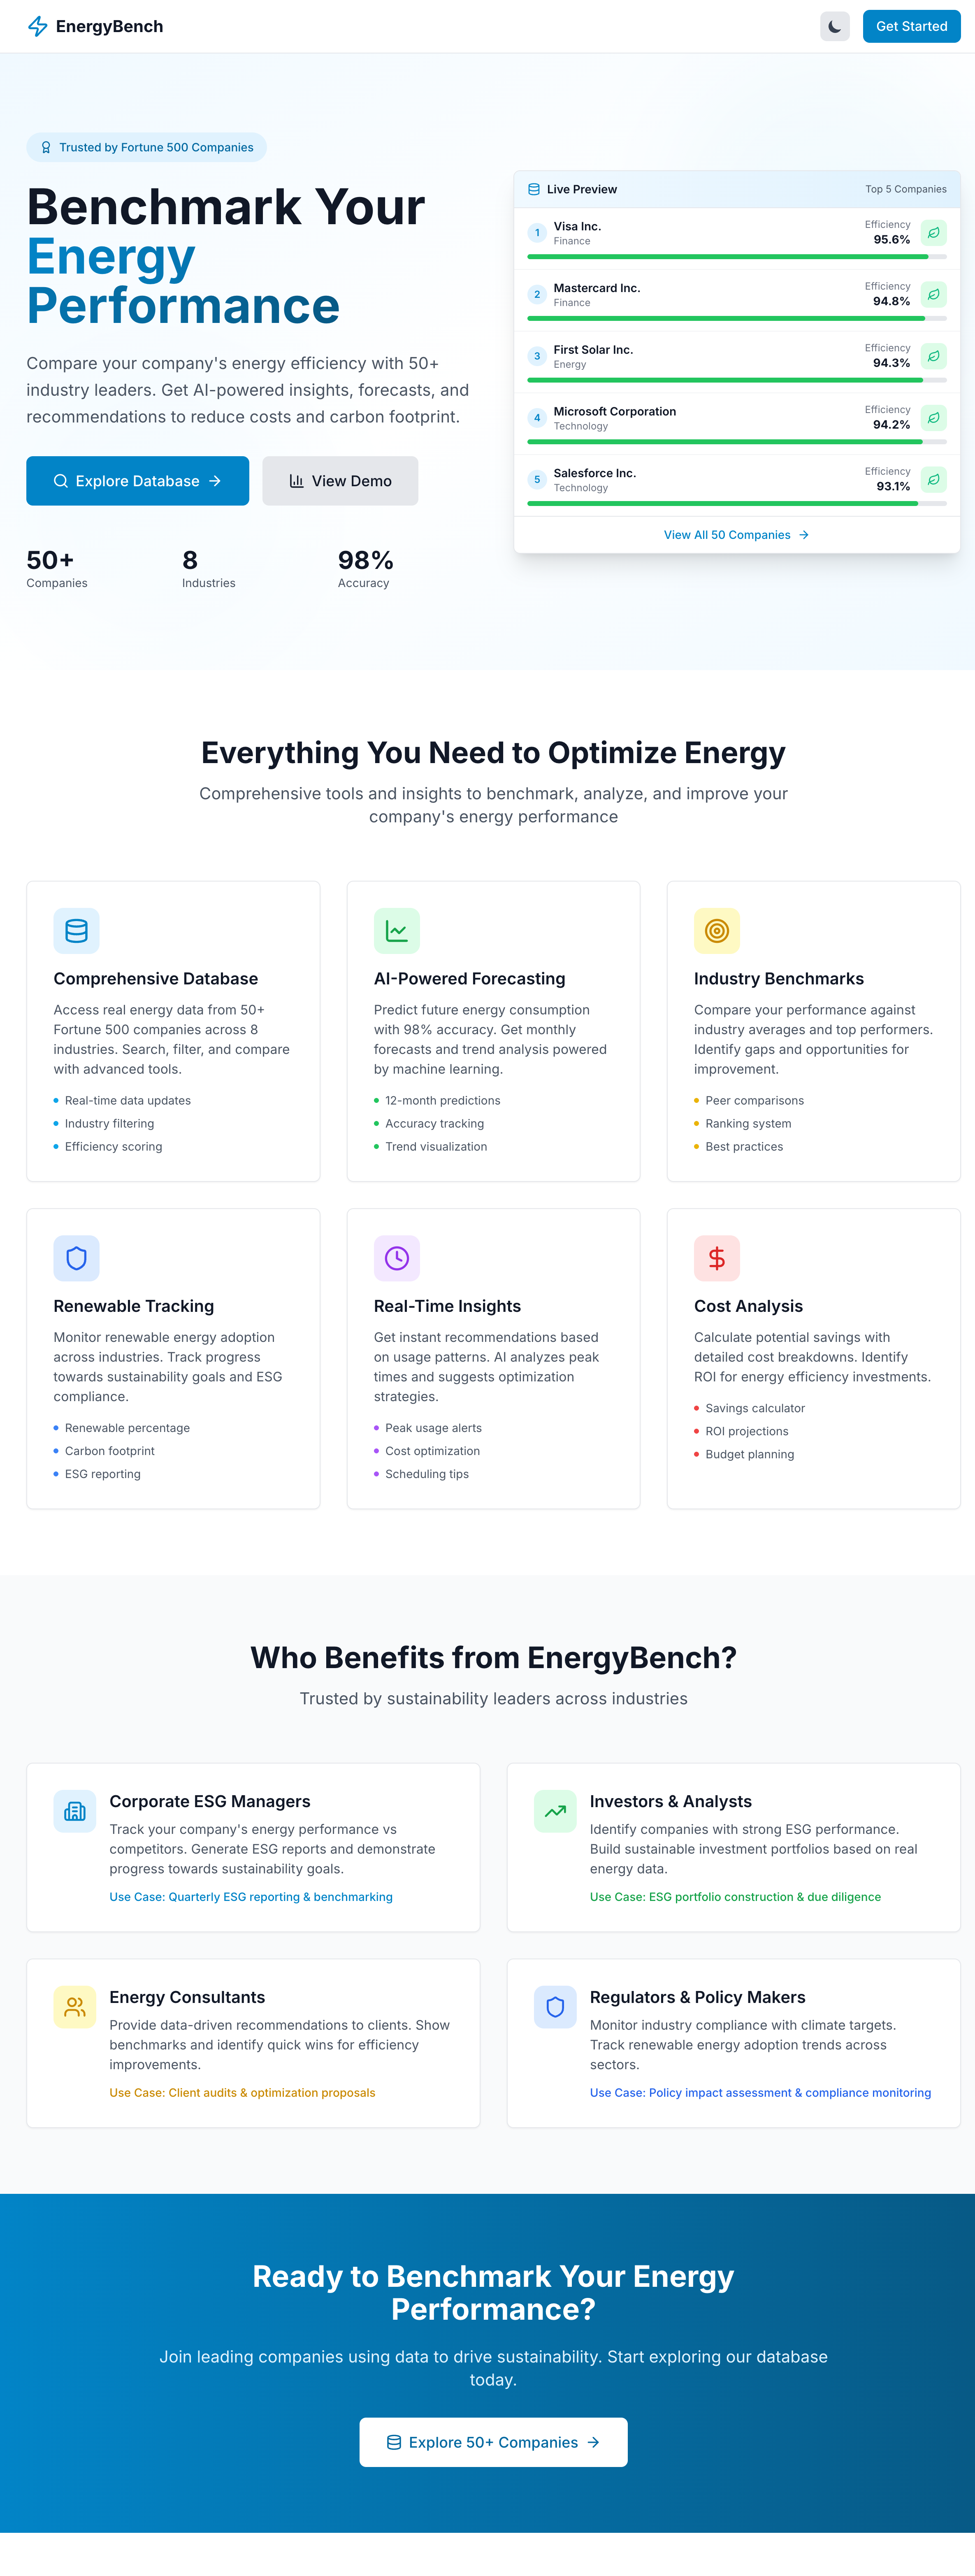 EnergyBench
Get Started
Trusted by Fortune 500 Companies
Benchmark Your
Energy
Performance
Compare your company's energy efficiency with 50+
industry leaders. Get AI-powered insights, forecasts, and
recommendations to reduce costs and carbon footprint.
Explore Database
View Demo
50+
Companies
8
Industries
98%
Accuracy
Live Preview
Top 5 Companies
1
Visa Inc.
Finance
Efficiency
95.6%
2
Mastercard Inc.
Finance
Efficiency
94.8%
3
First Solar Inc.
Energy
Efficiency
94.3%
4
Microsoft Corporation
Technology
Efficiency
94.2%
5
Salesforce Inc.
Technology
Efficiency
93.1%
View All 50 Companies
Everything You Need to Optimize Energy
Comprehensive tools and insights to benchmark, analyze, and improve your
company's energy performance
Comprehensive Database
Access real energy data from 50+
Fortune 500 companies across 8
industries. Search, filter, and compare
with advanced tools.
Real-time data updates
Industry filtering
Efficiency scoring
AI-Powered Forecasting
Predict future energy consumption
with 98% accuracy. Get monthly
forecasts and trend analysis powered
by machine learning.
12-month predictions
Accuracy tracking
Trend visualization
Industry Benchmarks
Compare your performance against
industry averages and top performers.
Identify gaps and opportunities for
improvement.
Peer comparisons
Ranking system
Best practices
Renewable Tracking
Monitor renewable energy adoption
across industries. Track progress
towards sustainability goals and ESG
compliance.
Renewable percentage
Carbon footprint
ESG reporting
Real-Time Insights
Get instant recommendations based
on usage patterns. AI analyzes peak
times and suggests optimization
strategies.
Peak usage alerts
Cost optimization
Scheduling tips
Cost Analysis
Calculate potential savings with
detailed cost breakdowns. Identify
ROI for energy efficiency investments.
Savings calculator
ROI projections
Budget planning
Who Benefits from EnergyBench?
Trusted by sustainability leaders across industries
Corporate ESG Managers
Track your company's energy performance vs
competitors. Generate ESG reports and demonstrate
progress towards sustainability goals.
Use Case: Quarterly ESG reporting & benchmarking
Investors & Analysts
Identify companies with strong ESG performance.
Build sustainable investment portfolios based on real
energy data.
Use Case: ESG portfolio construction & due diligence
Energy Consultants
Provide data-driven recommendations to clients. Show
benchmarks and identify quick wins for efficiency
improvements.
Use Case: Client audits & optimization proposals
Regulators & Policy Makers
Monitor industry compliance with climate targets.
Track renewable energy adoption trends across
sectors.
Use Case: Policy impact assessment & compliance monitoring
Ready to Benchmark Your Energy
Performance?
Join leading companies using data to drive sustainability. Start exploring our database
today.
Explore 50+ Companies